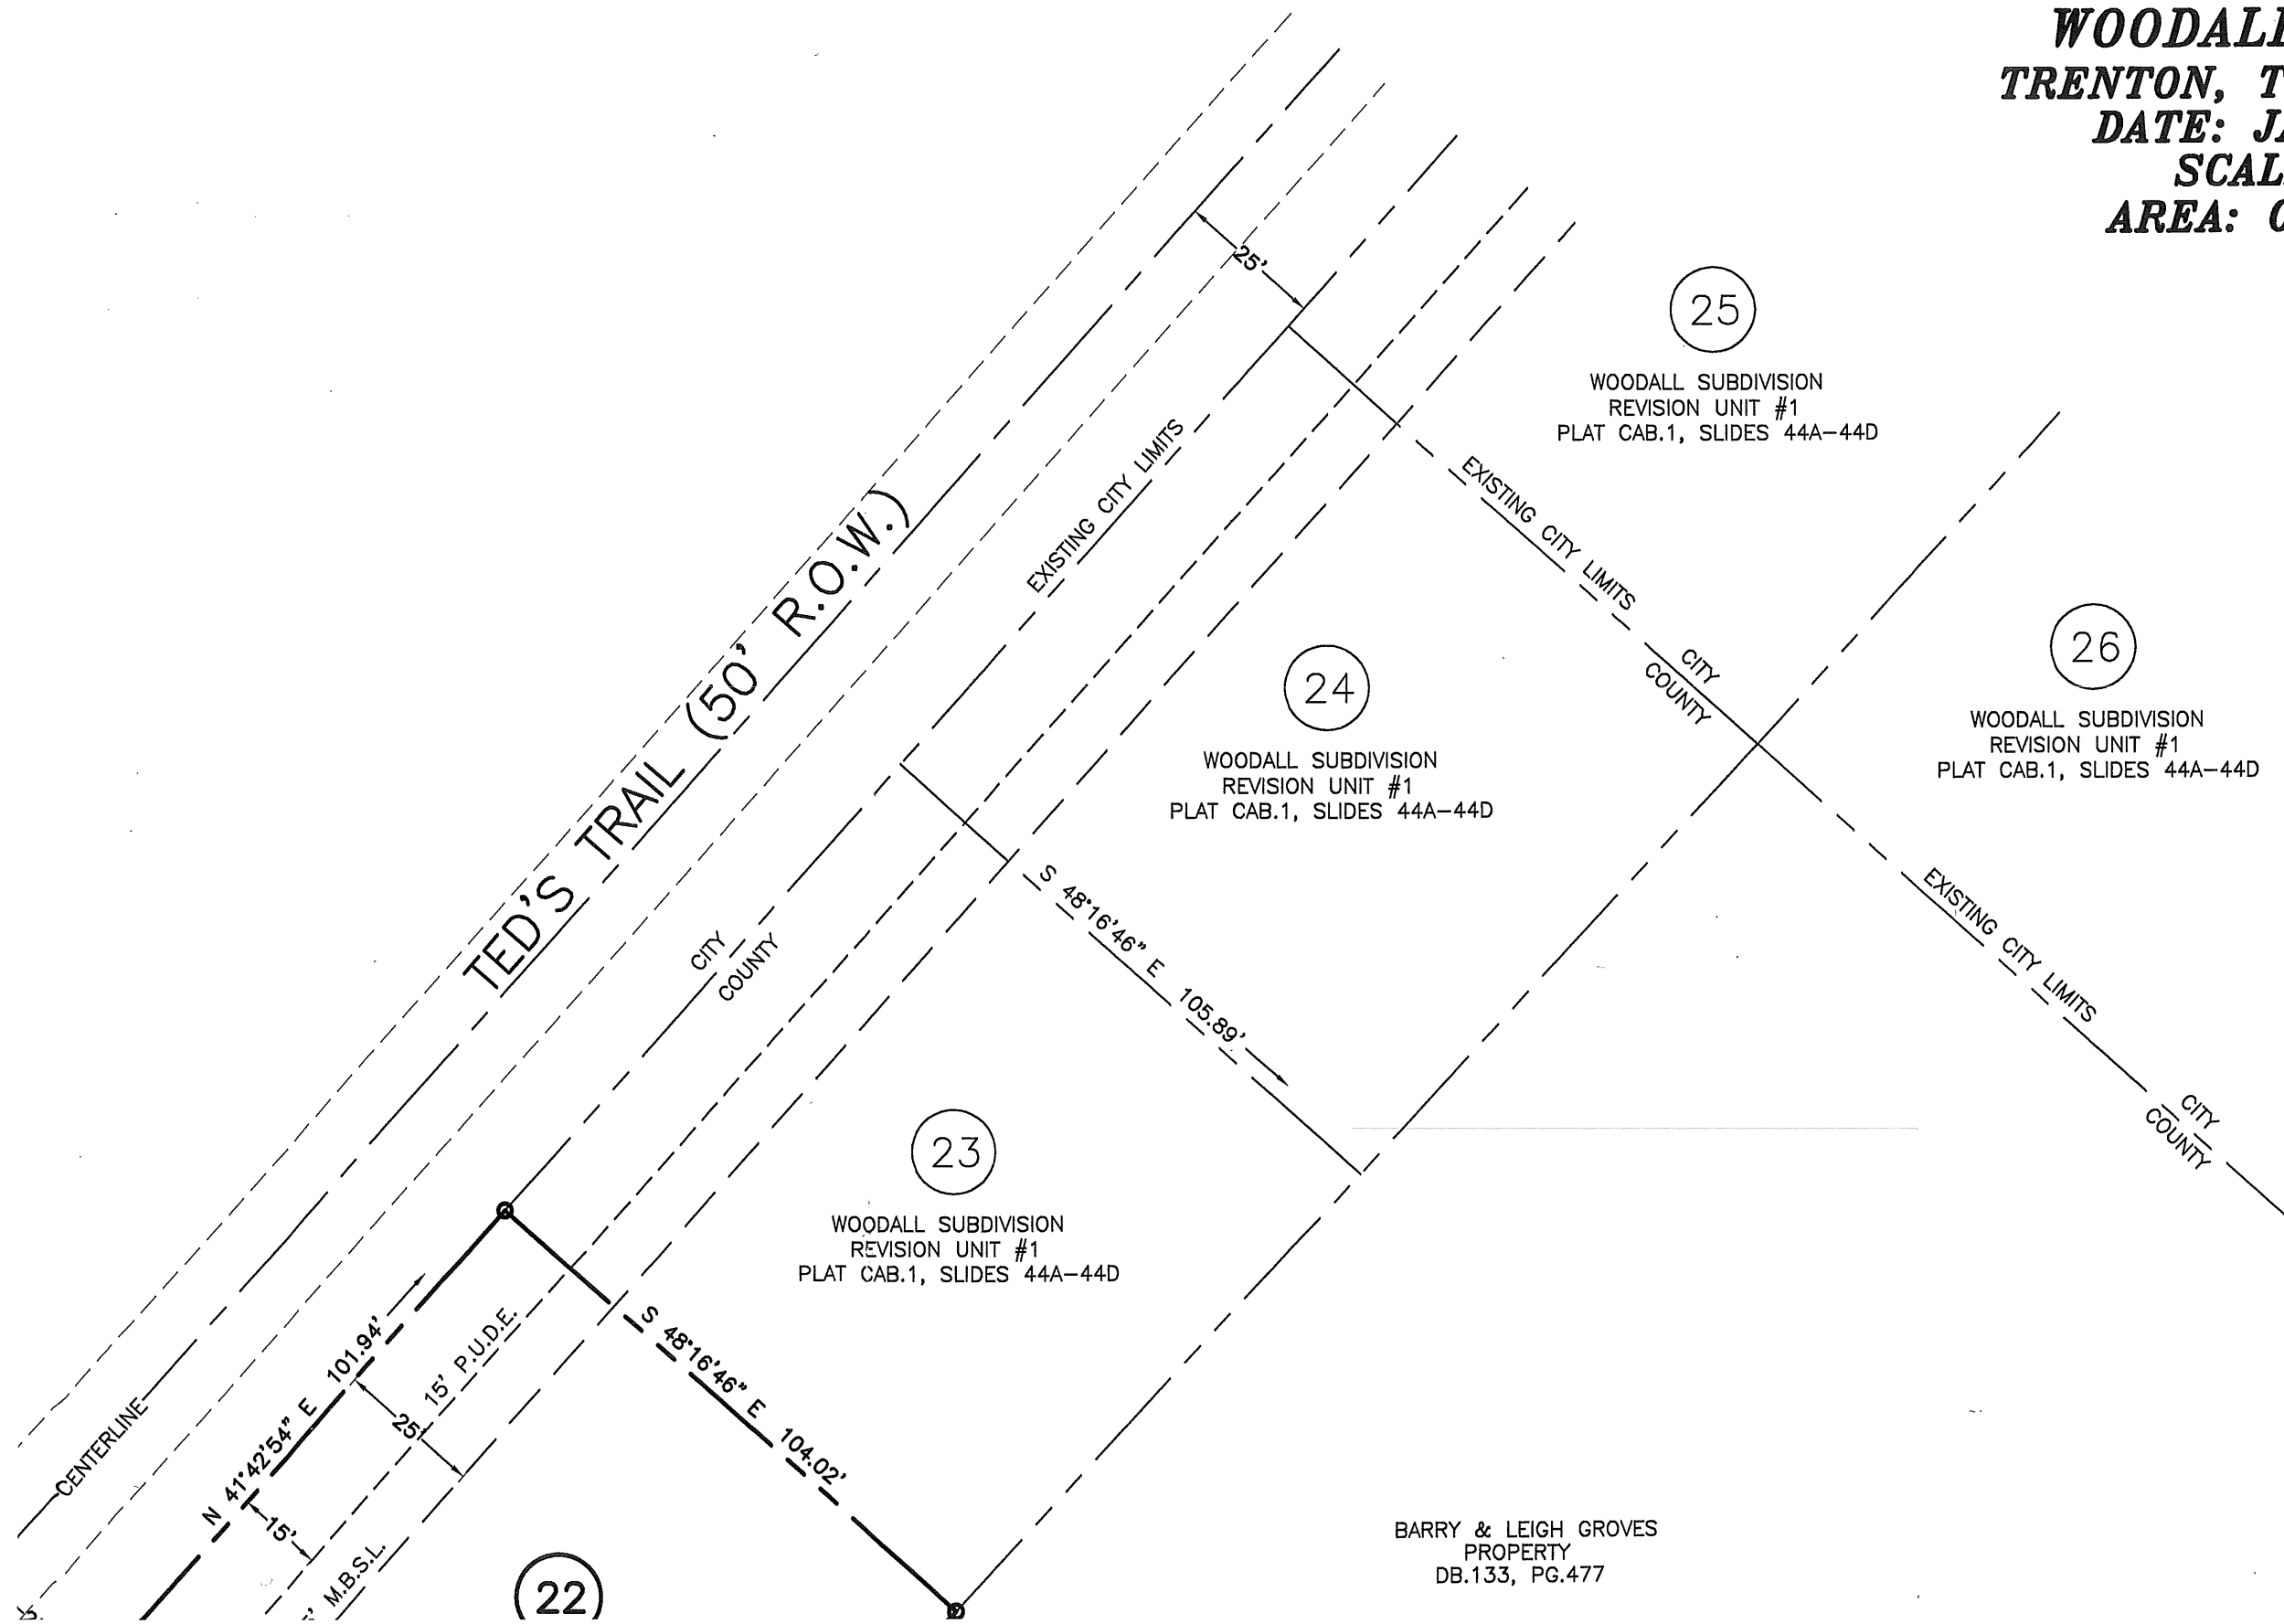 WOODALL
TRENTON, T
DATE: JA
SCAL
AREA: 
25'
25
WOODALL SUBDIVISION
REVISION UNIT #1
PLAT CAB.1, SLIDES 44A-44D
EXISTING CITY LIMITS
EXISTING CITY LIMITS
TED'S TRAIL (50' R.O.W.)
CITY
COUNTY
24
WOODALL SUBDIVISION
REVISION UNIT #1
PLAT CAB.1, SLIDES 44A-44D
26
WOODALL SUBDIVISION
REVISION UNIT #1
PLAT CAB.1, SLIDES 44A-44D
EXISTING CITY LIMITS
CITY
COUNTY
S 48°16'46" E 105.89'
CITY
COUNTY
23
WOODALL SUBDIVISION
REVISION UNIT #1
PLAT CAB.1, SLIDES 44A-44D
N 41°42'54" E 101.94'
15' P.U.D.E.
25'
S 48°16'46" E 104.02'
CENTERLINE
15'
' M.B.S.L.
22
BARRY & LEIGH GROVES
PROPERTY
DB.133, PG.477